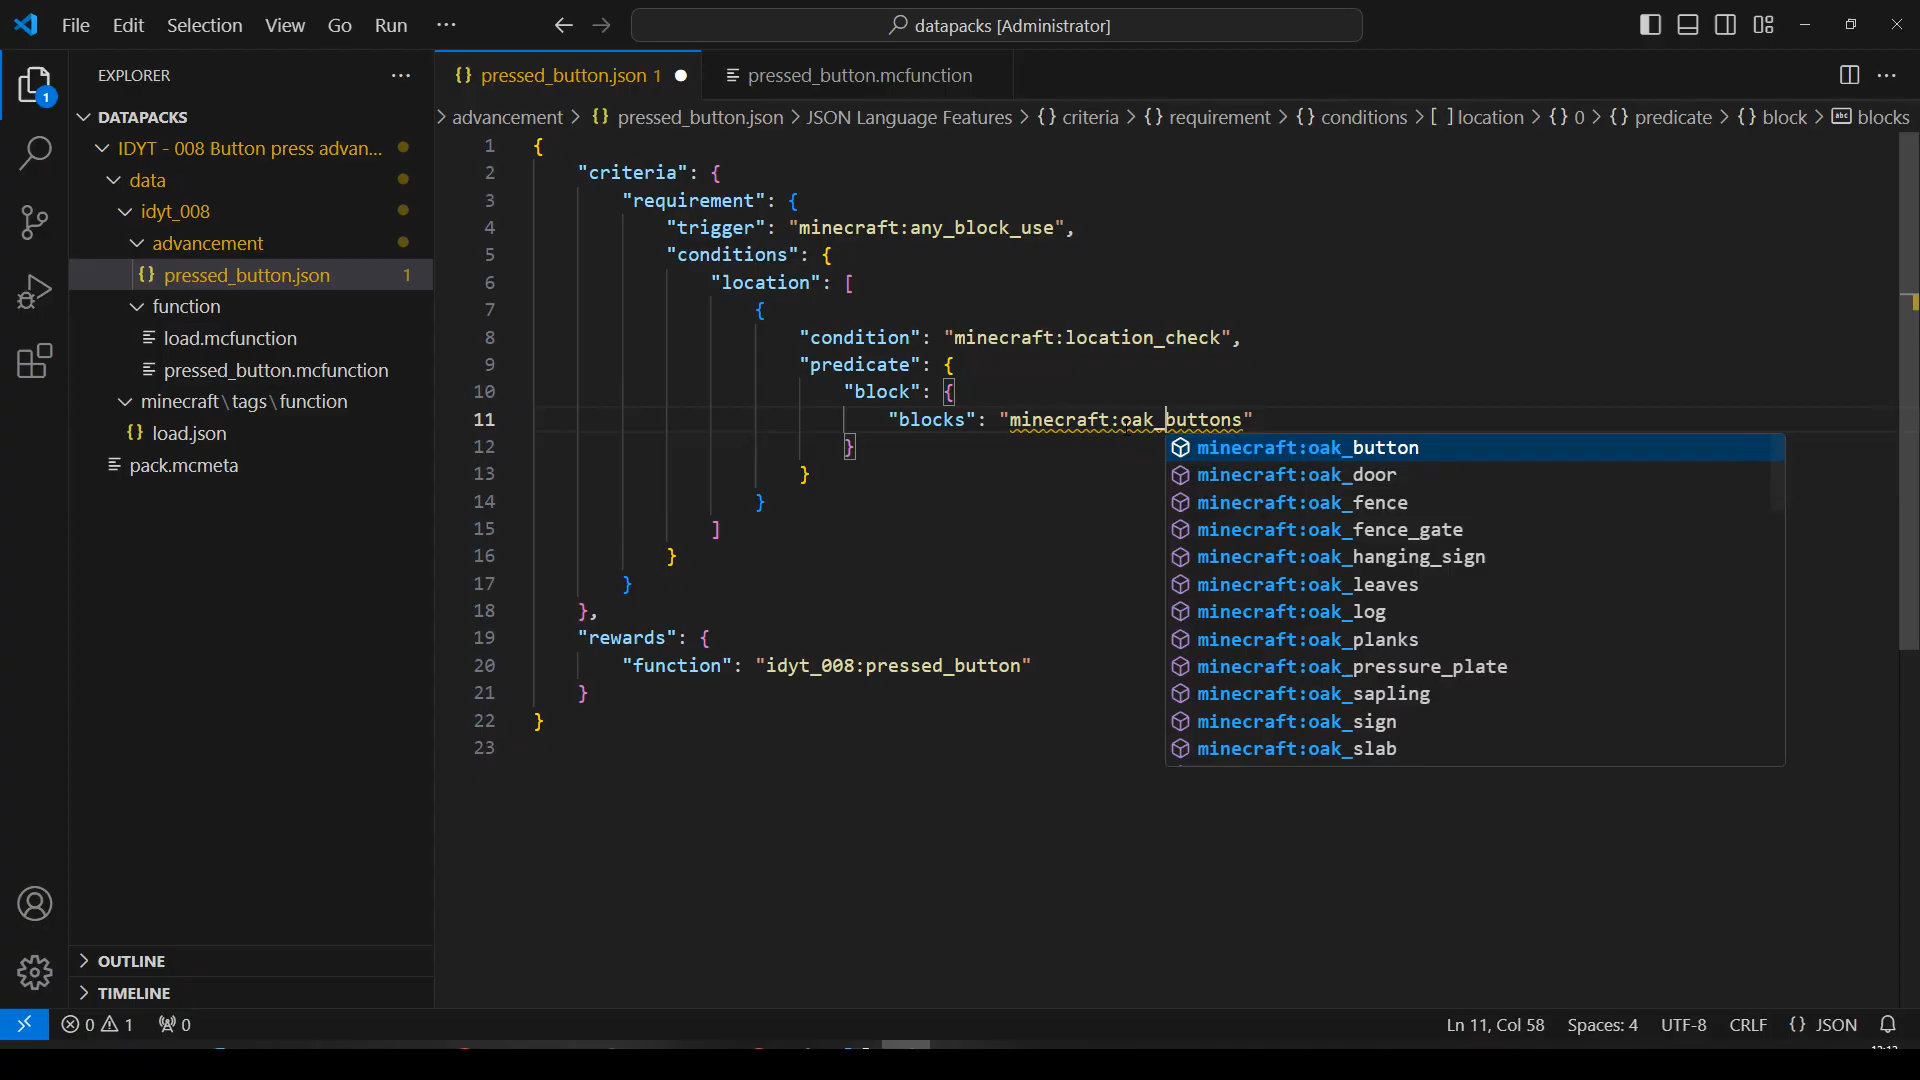 File Edit Selection View Go Run ···
datapacks [Administrator]
EXPLORER ···
DATAPACKS
IDYT - 008 Button press advan...
data
idyt_008
advancement
pressed_button.json 1
function
load.mcfunction
pressed_button.mcfunction
minecraft\tags\function
load.json
pack.mcmeta
OUTLINE
TIMELINE
1
{} pressed_button.json 1 ●
pressed_button.mcfunction
> advancement > {} pressed_button.json > JSON Language Features > {} criteria > {} requirement > {} conditions > [ ] location > {} 0 > {} predicate > {} block > abc blocks
1 {
2 "criteria": {
3 "requirement": {
4 "trigger": "minecraft:any_block_use",
5 "conditions": {
6 "location": [
7 {
8 "condition": "minecraft:location_check",
9 "predicate": {
10 "block": {
11 "blocks": "minecraft:oak_buttons"
12 }
13 }
14 }
15 ]
16 }
17 }
18 },
19 "rewards": {
20 "function": "idyt_008:pressed_button"
21 }
22 }
23
minecraft:oak_button
minecraft:oak_door
minecraft:oak_fence
minecraft:oak_fence_gate
minecraft:oak_hanging_sign
minecraft:oak_leaves
minecraft:oak_log
minecraft:oak_planks
minecraft:oak_pressure_plate
minecraft:oak_sapling
minecraft:oak_sign
minecraft:oak_slab
0 1 0
Ln 11, Col 58 Spaces: 4 UTF-8 CRLF {} JSON